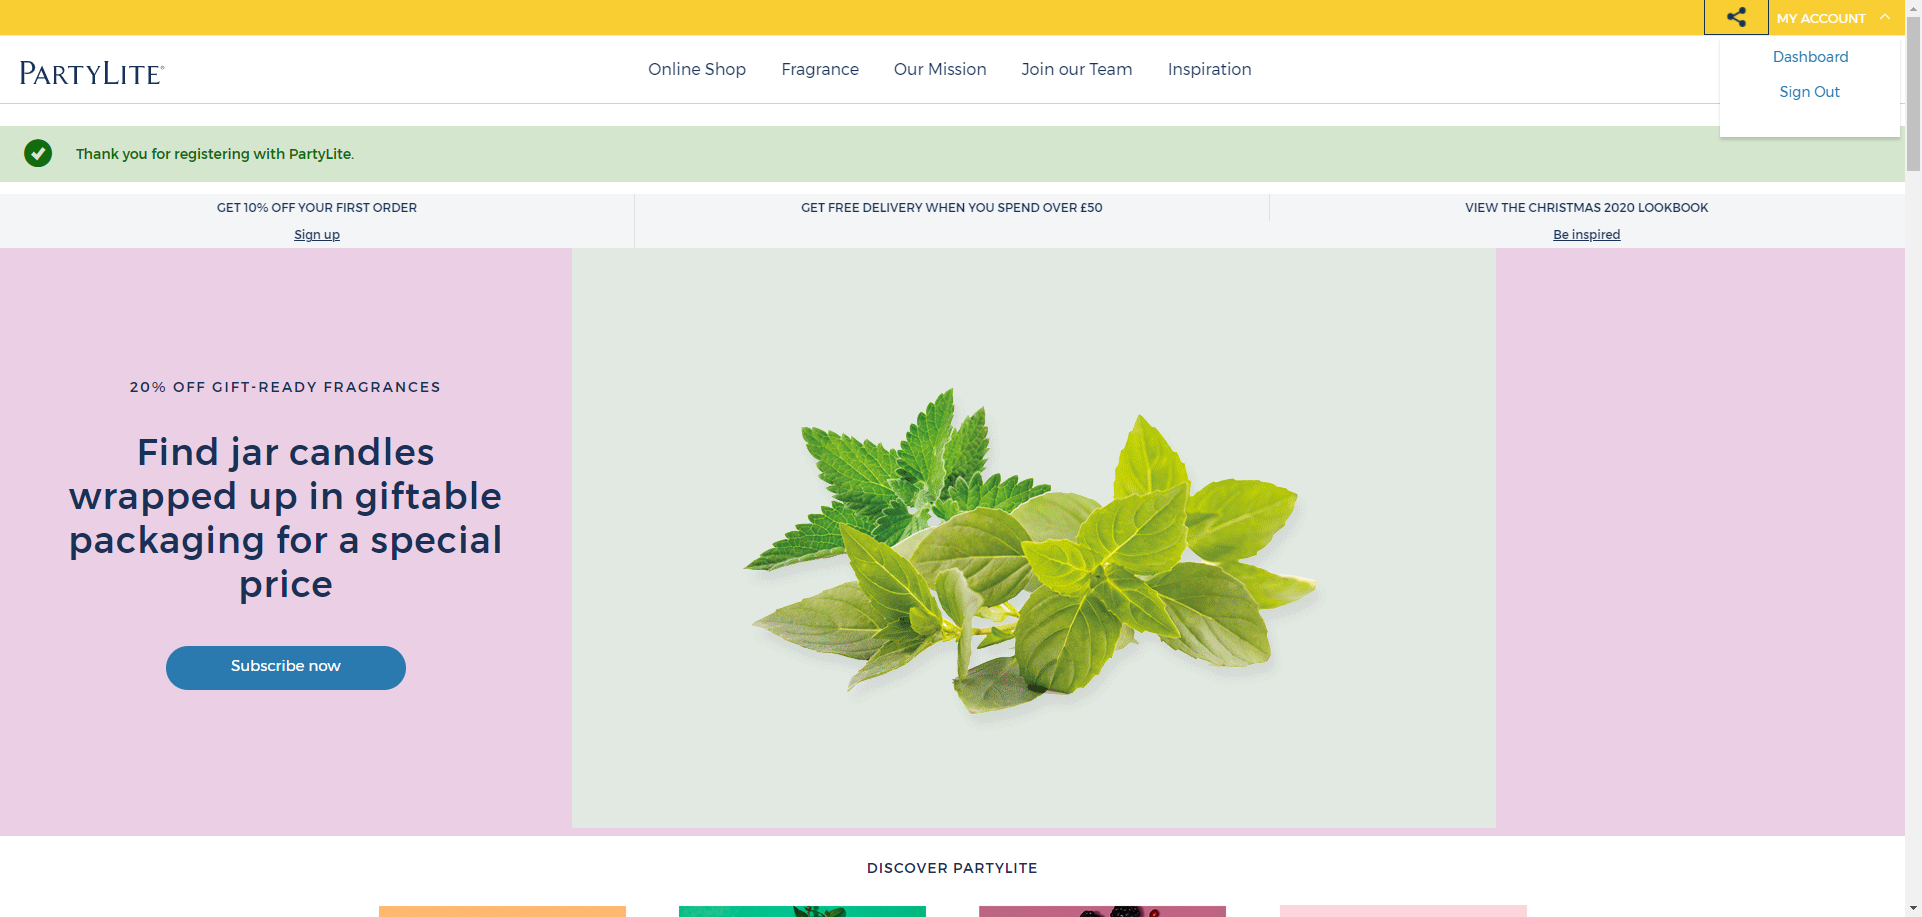 MY ACCOUNT
Dashboard
Sign Out
PARTYLITE®
Online Shop
Fragrance
Our Mission
Join our Team
Inspiration
Thank you for registering with PartyLite.
GET 10% OFF YOUR FIRST ORDER
Sign up
GET FREE DELIVERY WHEN YOU SPEND OVER £50
VIEW THE CHRISTMAS 2020 LOOKBOOK
Be inspired
20% OFF GIFT-READY FRAGRANCES
Find jar candles
wrapped up in giftable
packaging for a special
price
Subscribe now
DISCOVER PARTYLITE